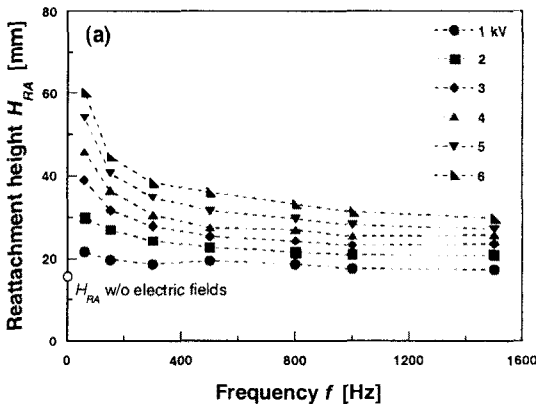 (a)
1 kV
2
3
4
5
6
Reattachment height H_RA [mm]
80
60
40
20
0
H_RA w/o electric fields
0 400 800 1200 1600
Frequency f [Hz]